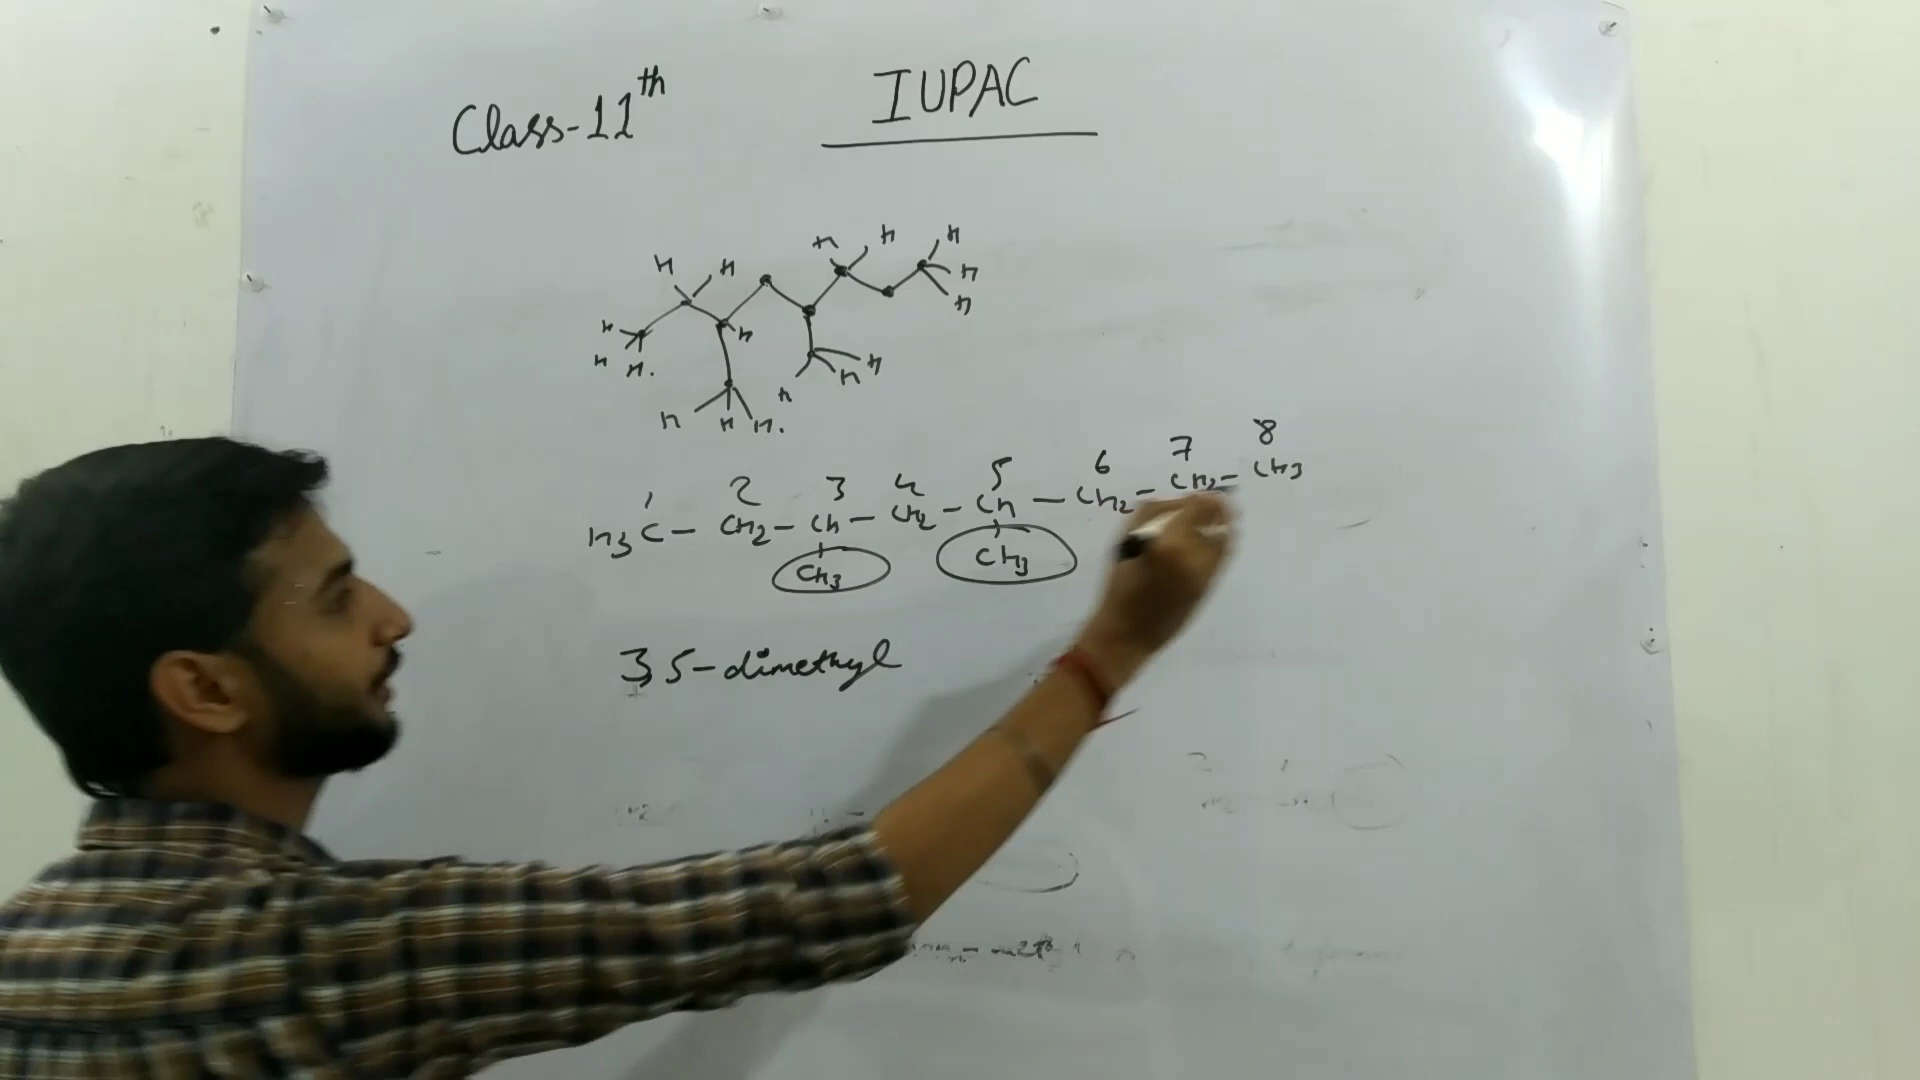 Class-11th
IUPAC
H H H H H
H H H
H H H H H H H
H H H.
1 2 3 4 5 6 7 8
H3C - CH2 - CH - CH2 - CH - CH2 - CH2 - CH3
CH3 CH3
3,5-dimethyl